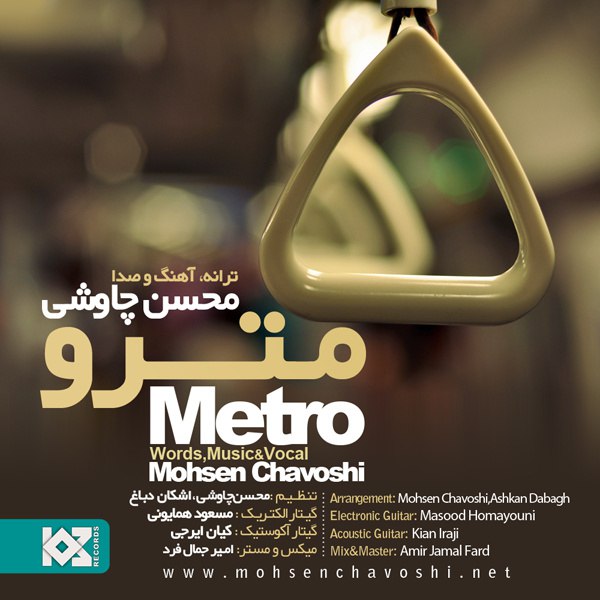 ترانه، آهنگ و صدا
محسن چاوشی
مترو
Metro
Words,Music&Vocal
Mohsen Chavoshi
تنظیم : محسن‌چاوشی، اشکان دباغ
Arrangement: Mohsen Chavoshi,Ashkan Dabagh
گیتار الکتریک : مسعود همایونی
Electronic Guitar: Masood Homayouni
گیتار آکوستیک : کیان ایرجی
Acoustic Guitar: Kian Iraji
میکس و مستر : امیر جمال فرد
Mix&Master: Amir Jamal Fard
RECORDS
www.mohsenchavoshi.net